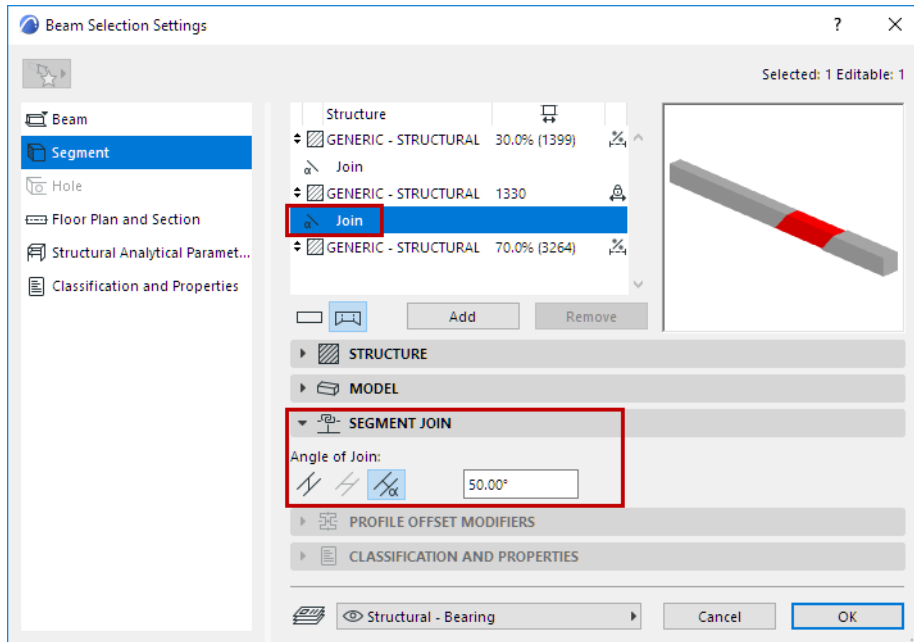 Beam Selection Settings
?
Selected: 1 Editable: 1
Beam
Segment
Hole
Floor Plan and Section
Structural Analytical Paramet...
Classification and Properties
Structure
GENERIC - STRUCTURAL 30.0% (1399)
α Join
GENERIC - STRUCTURAL 1330
α Join
GENERIC - STRUCTURAL 70.0% (3264)
Add Remove
STRUCTURE
MODEL
SEGMENT JOIN
Angle of Join:
α 50.00°
PROFILE OFFSET MODIFIERS
CLASSIFICATION AND PROPERTIES
Structural - Bearing Cancel OK